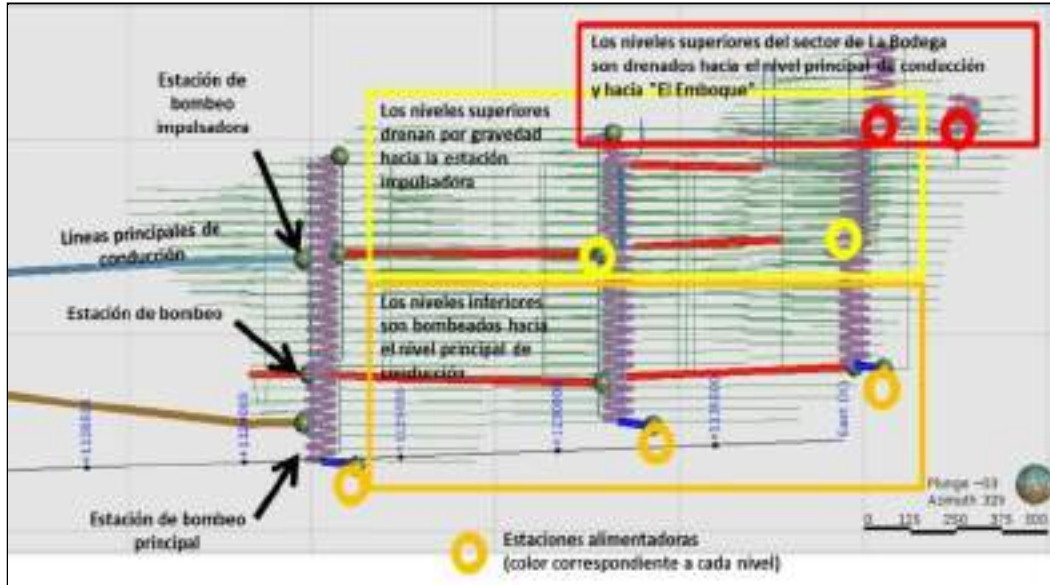 Los niveles superiores del sector de La Bodega
son drenados hacia el nivel principal de conducción
y hacia "El Emboque"
Estación de
bombeo
impulsadora
Los niveles superiores
drenan por gravedad
hacia la estación
impulsadora
Líneas principales de
conducción
Estación de bombeo
Los niveles inferiores
son bombeados hacia
el nivel principal de
conducción
East (X)
Plunge -03
Azimuth 325
0 125 250 375 500
Estación de bombeo
principal
Estaciones alimentadoras
(color correspondiente a cada nivel)